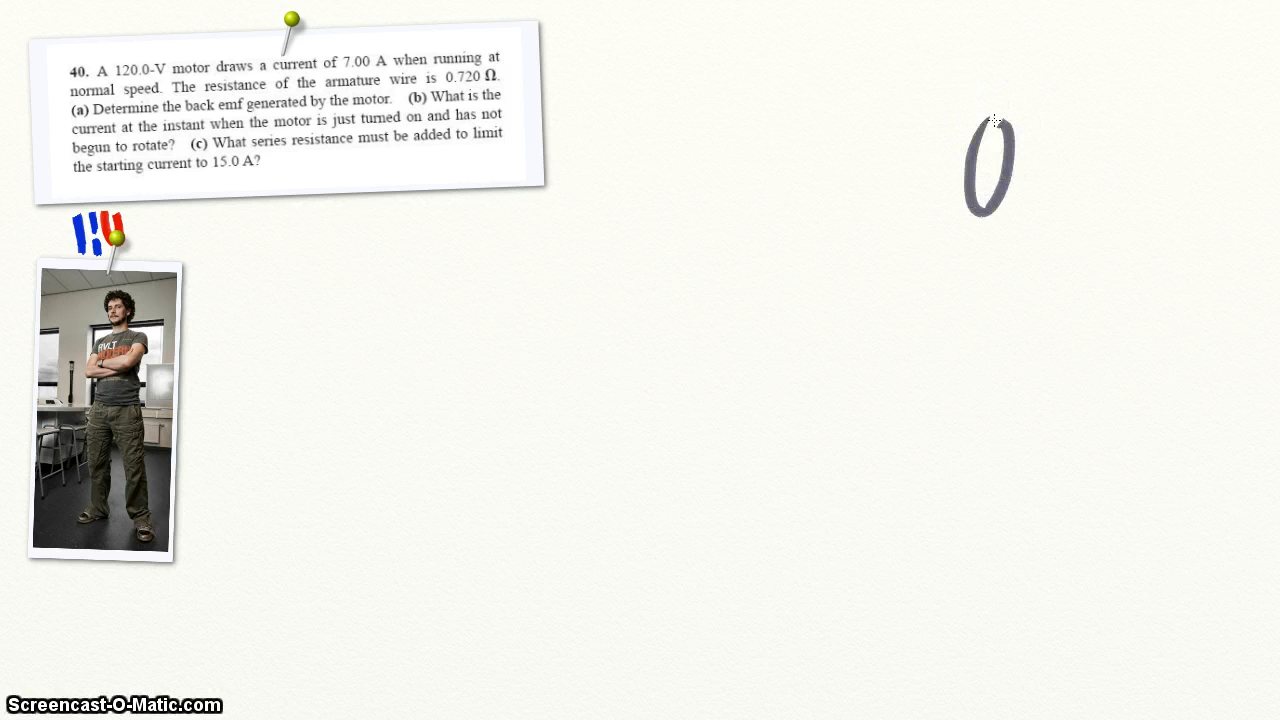 40. A 120.0-V motor draws a current of 7.00 A when running at
normal speed. The resistance of the armature wire is 0.720 Ω.
(a) Determine the back emf generated by the motor. (b) What is the
current at the instant when the motor is just turned on and has not
begun to rotate? (c) What series resistance must be added to limit
the starting current to 15.0 A?
0
RVLT
Screencast-O-Matic.com